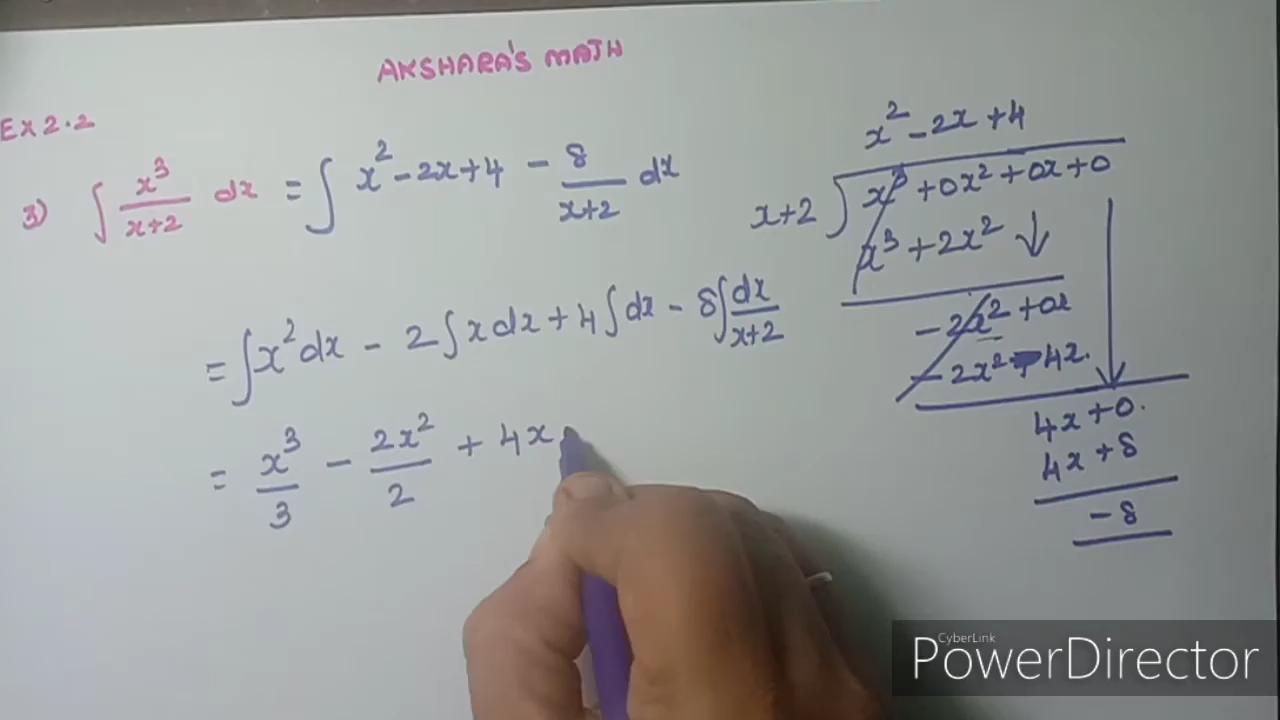 AKSHARA'S MATH
Ex 2.2
3) ∫ x³/(x+2) dx = ∫ x² - 2x + 4 - 8/(x+2) dx
= ∫ x² dx - 2 ∫ x dx + 4 ∫ dx - 8 ∫ dx/(x+2)
= x³/3 - 2x²/2 + 4x
x² - 2x + 4
x+2 ) x³ + 0x² + 0x + 0
x³ + 2x² ↓
- 2x² + 0x
- 2x² - 4x.
4x + 0.
4x + 8
- 8
CyberLink
PowerDirector